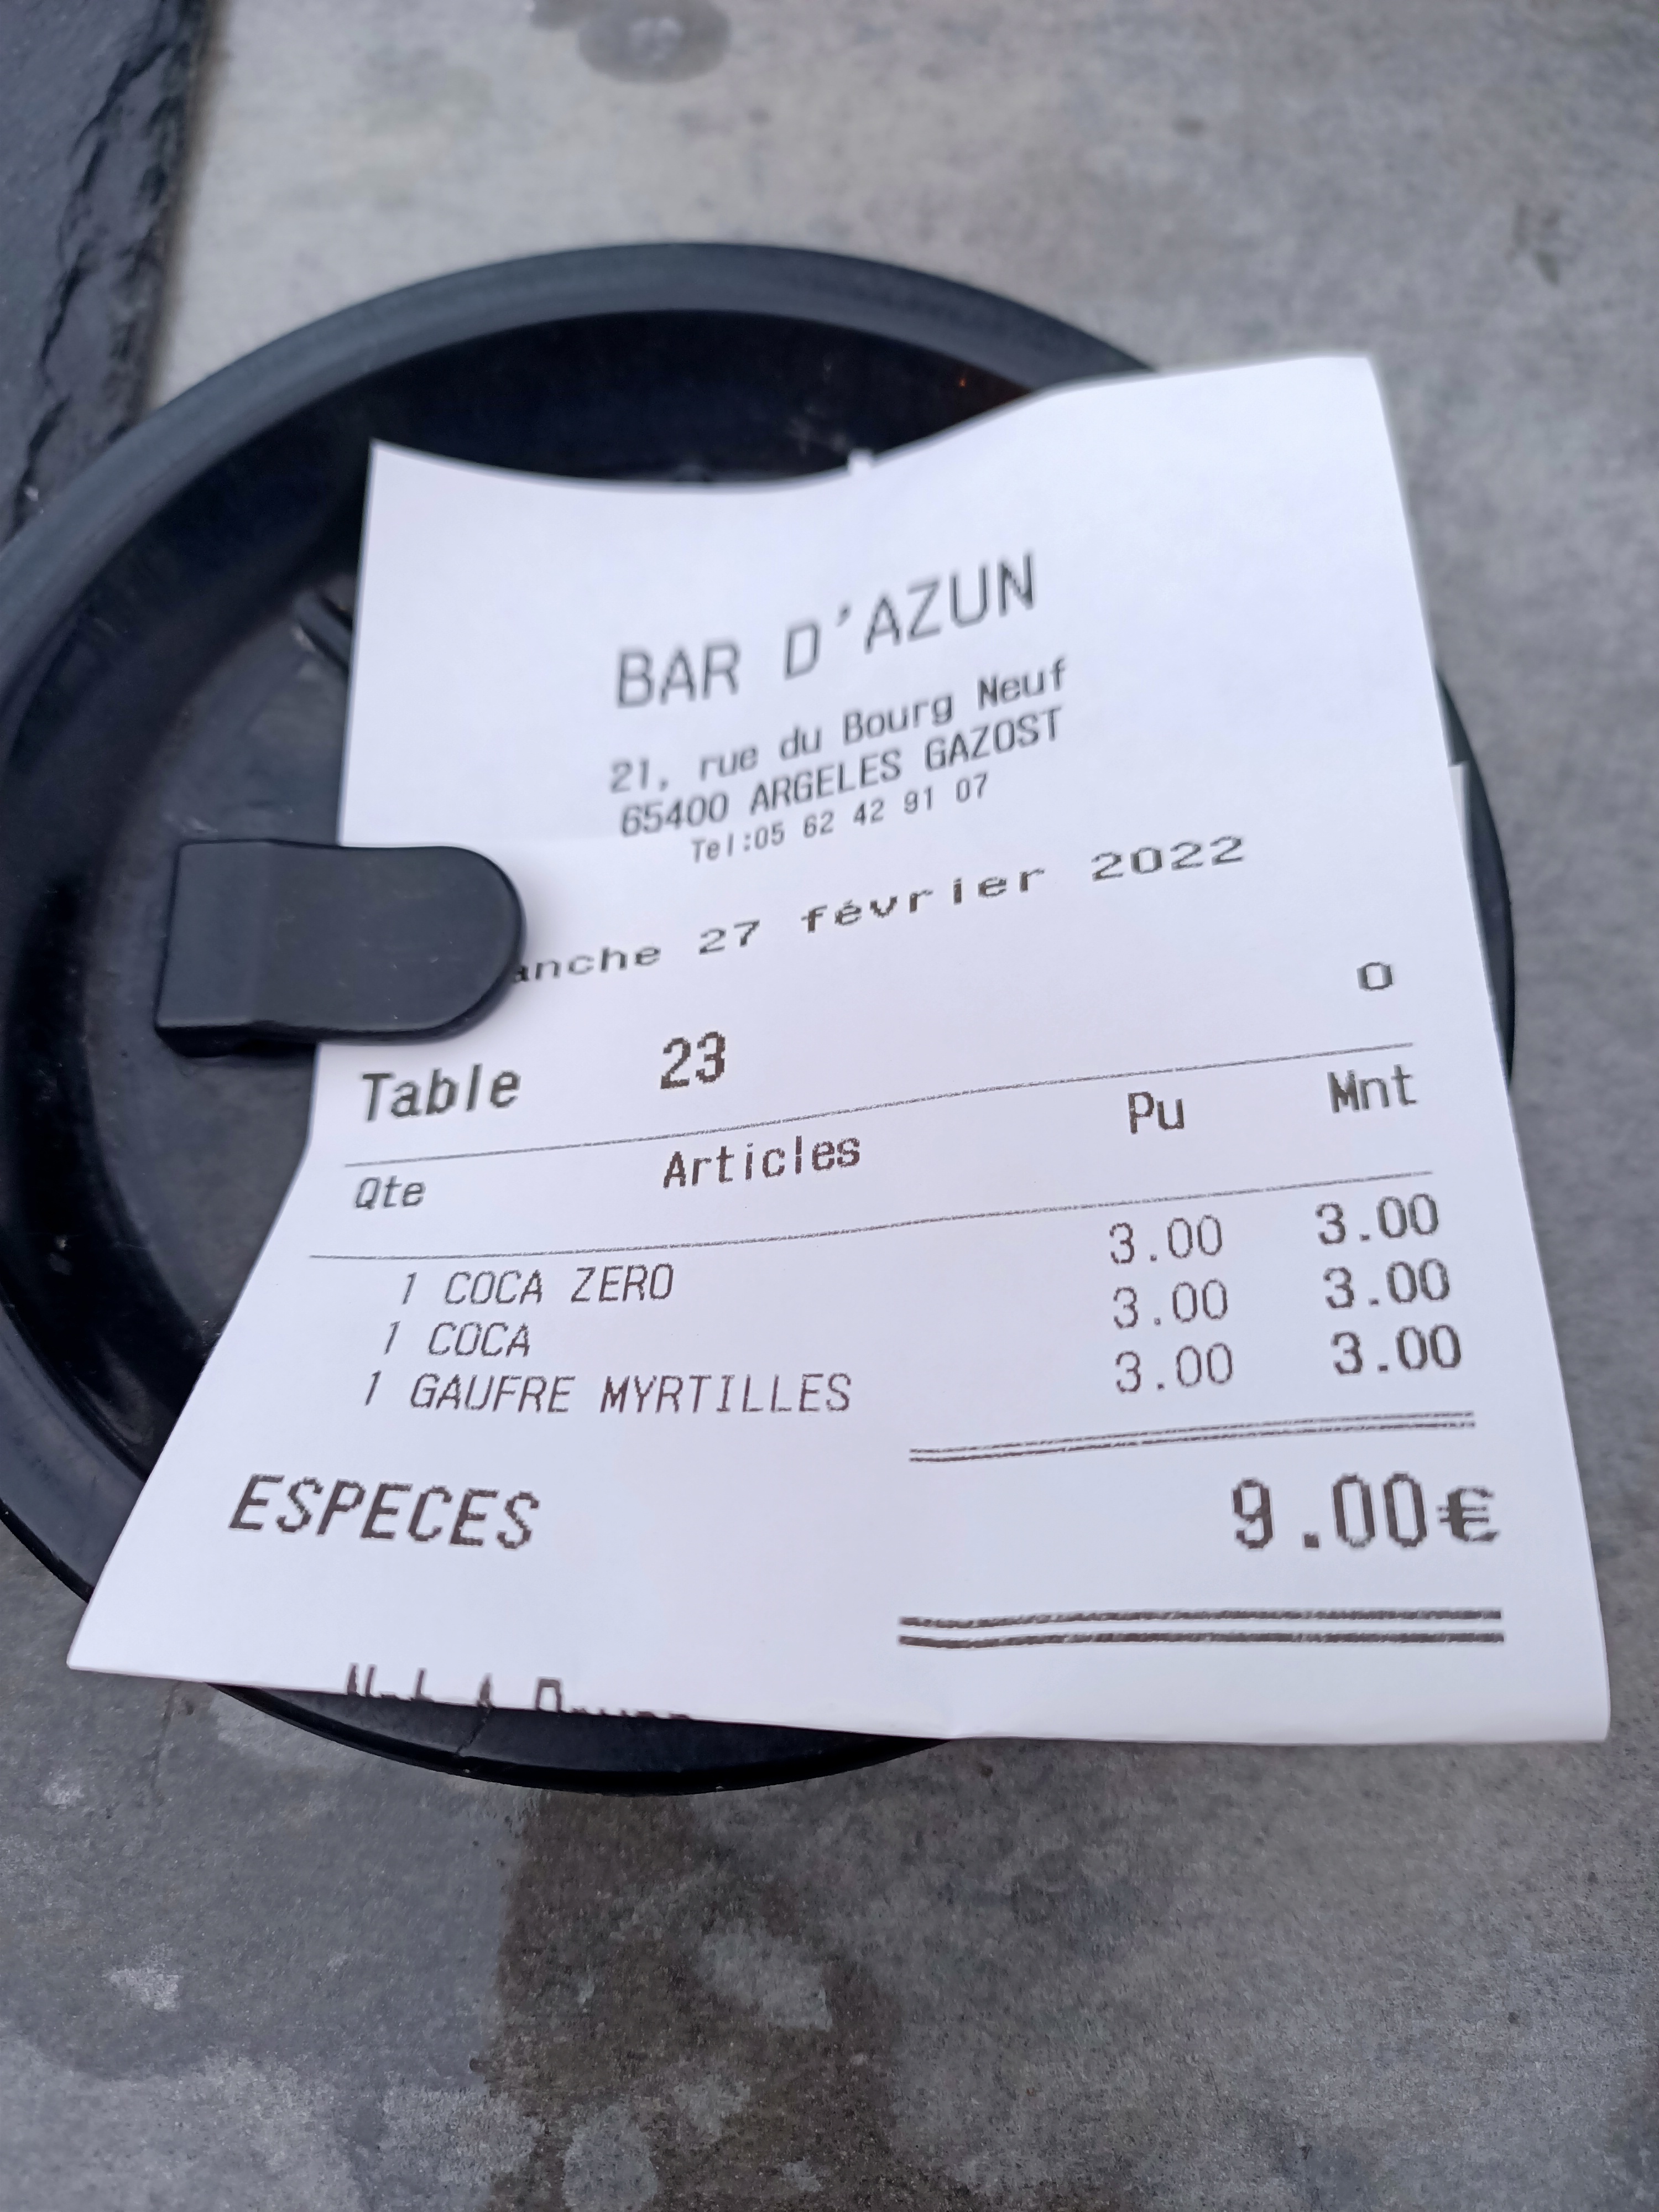 BAR D'AZUN
21, rue du Bourg Neuf
65400 ARGELES GAZOST
Tel:05 62 42 91 07
anche 27 février 2022
0
Table 23
Qte Articles Pu Mnt
1 COCA ZERO 3.00 3.00
1 COCA 3.00 3.00
1 GAUFRE MYRTILLES 3.00 3.00
ESPECES 9.00€